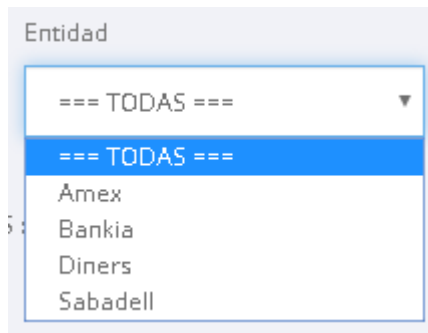 Entidad
=== TODAS ===
=== TODAS ===
Amex
Bankia
Diners
Sabadell